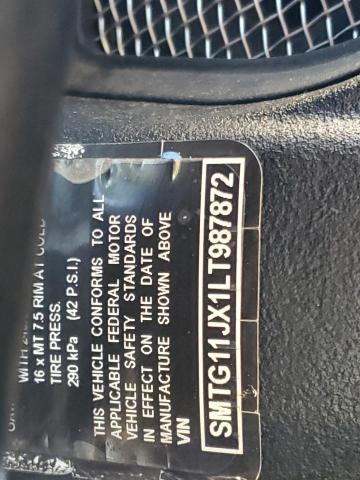 WITH
16 x MT 7.5 RIM AT COLD
TIRE PRESS.
290 kPa (42 P.S.I.)
THIS VEHICLE CONFORMS TO ALL
APPLICABLE FEDERAL MOTOR
VEHICLE SAFETY STANDARDS
IN EFFECT ON THE DATE OF
MANUFACTURE SHOWN ABOVE
VIN
SMTG11JX1LT987872